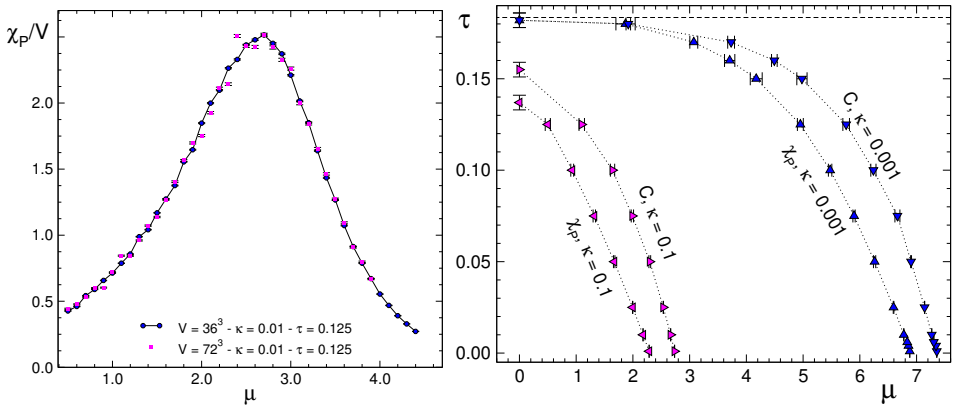 χP/V
2.0
1.5
1.0
0.5
0.0
1.0 2.0 3.0 4.0
μ
V = 36³ - κ = 0.01 - τ = 0.125
V = 72³ - κ = 0.01 - τ = 0.125
τ
0.15
0.10
0.05
0.00
0 1 2 3 4 5 6 7
μ
C, κ = 0.001
χP, κ = 0.001
C, κ = 0.1
χP, κ = 0.1